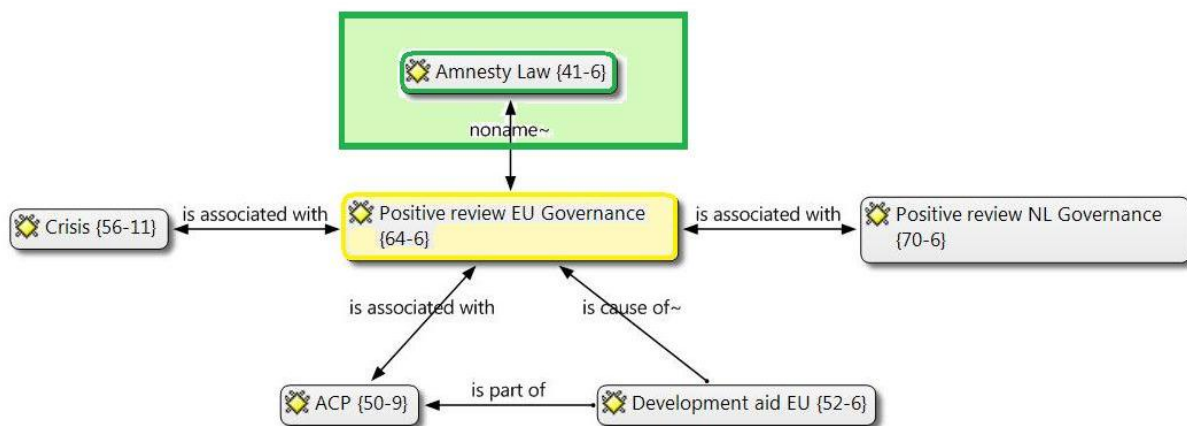 Amnesty Law {41-6}
noname~
is associated with
Positive review EU Governance
{64-6}
is associated with
Crisis {56-11}
Positive review NL Governance
{70-6}
is associated with
is cause of~
ACP {50-9}
is part of
Development aid EU {52-6}